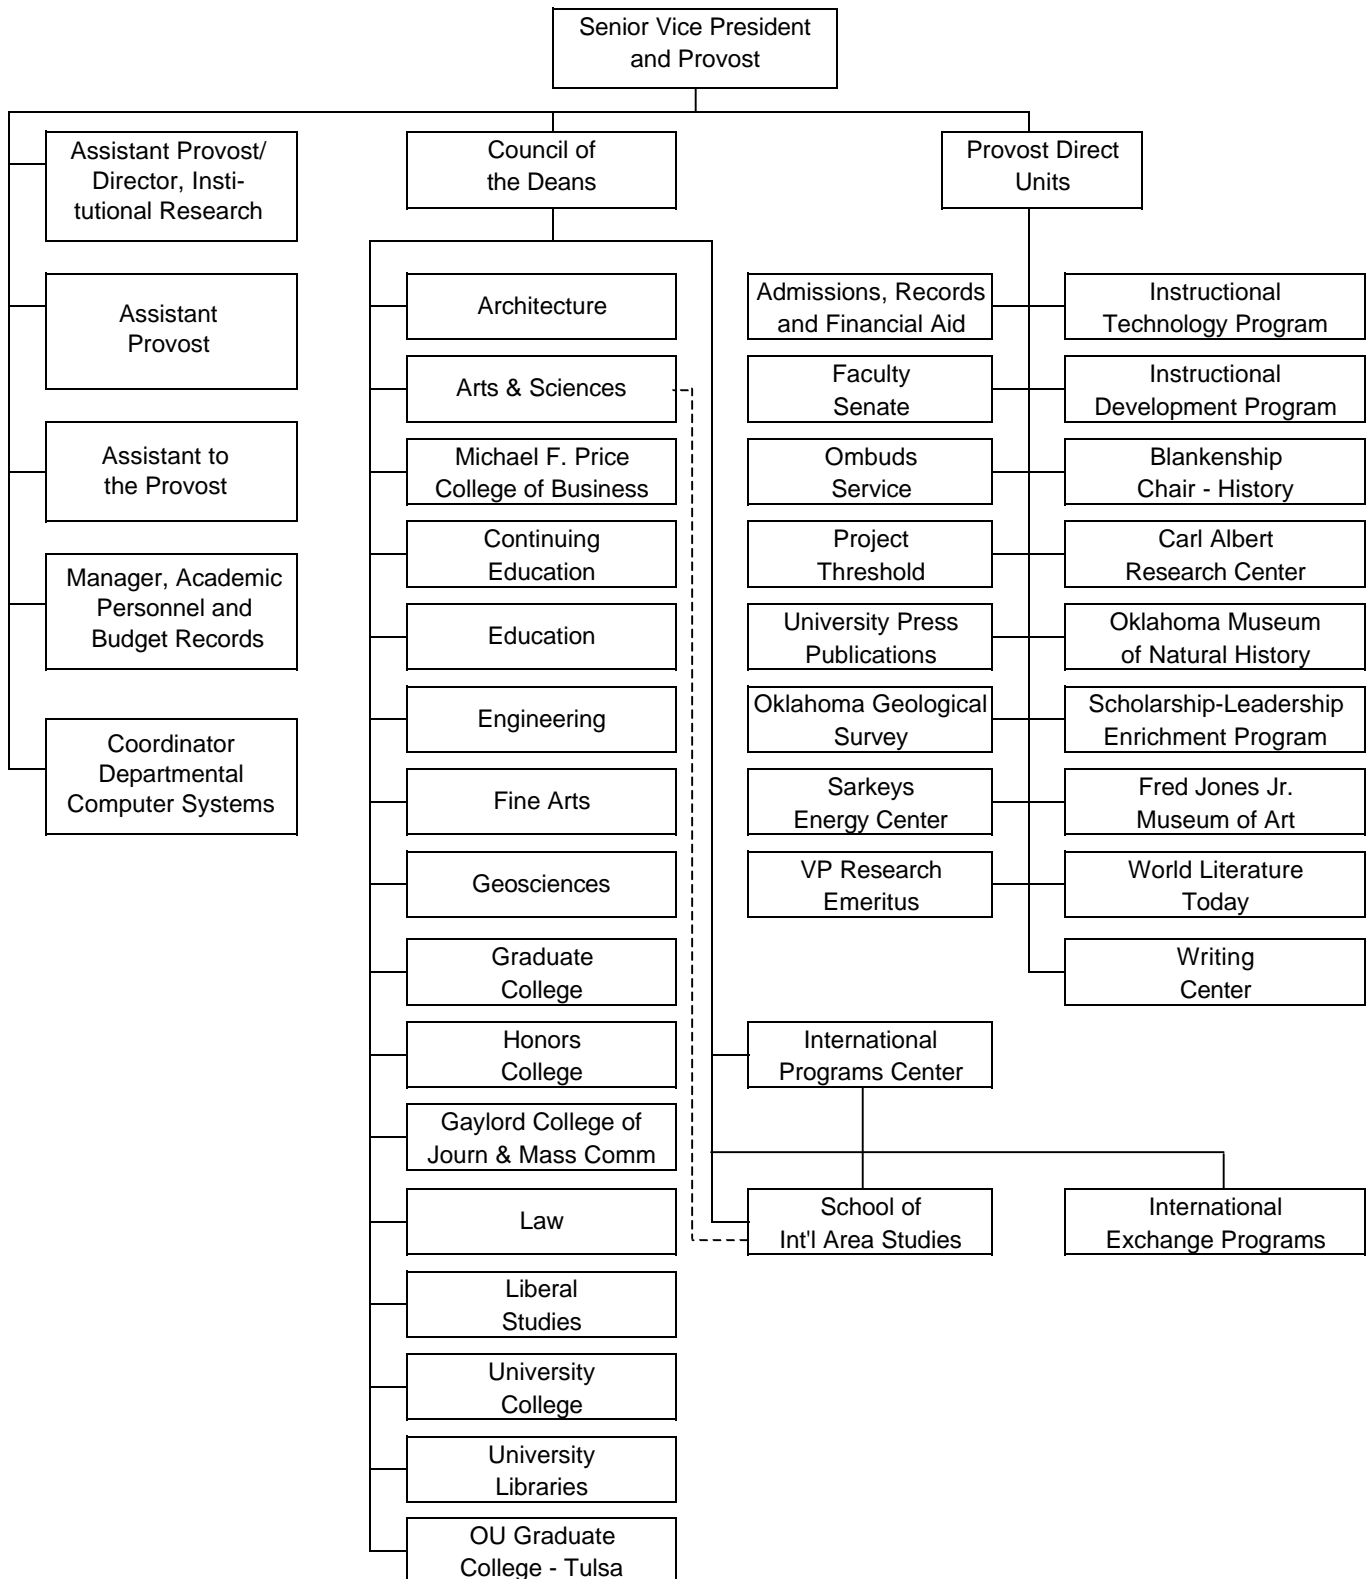 Senior Vice President
and Provost
Assistant Provost/
Director, Insti-
tutional Research
Council of
the Deans
Provost Direct
Units
Assistant
Provost
Assistant to
the Provost
Manager, Academic
Personnel and
Budget Records
Coordinator
Departmental
Computer Systems
Architecture
Arts & Sciences
Michael F. Price
College of Business
Continuing
Education
Education
Engineering
Fine Arts
Geosciences
Graduate
College
Honors
College
Gaylord College of
Journ & Mass Comm
Law
Liberal
Studies
University
College
University
Libraries
OU Graduate
College - Tulsa
Admissions, Records
and Financial Aid
Faculty
Senate
Ombuds
Service
Project
Threshold
University Press
Publications
Oklahoma Geological
Survey
Sarkeys
Energy Center
VP Research
Emeritus
Instructional
Technology Program
Instructional
Development Program
Blankenship
Chair - History
Carl Albert
Research Center
Oklahoma Museum
of Natural History
Scholarship-Leadership
Enrichment Program
Fred Jones Jr.
Museum of Art
World Literature
Today
Writing
Center
International
Programs Center
School of
Int'l Area Studies
International
Exchange Programs